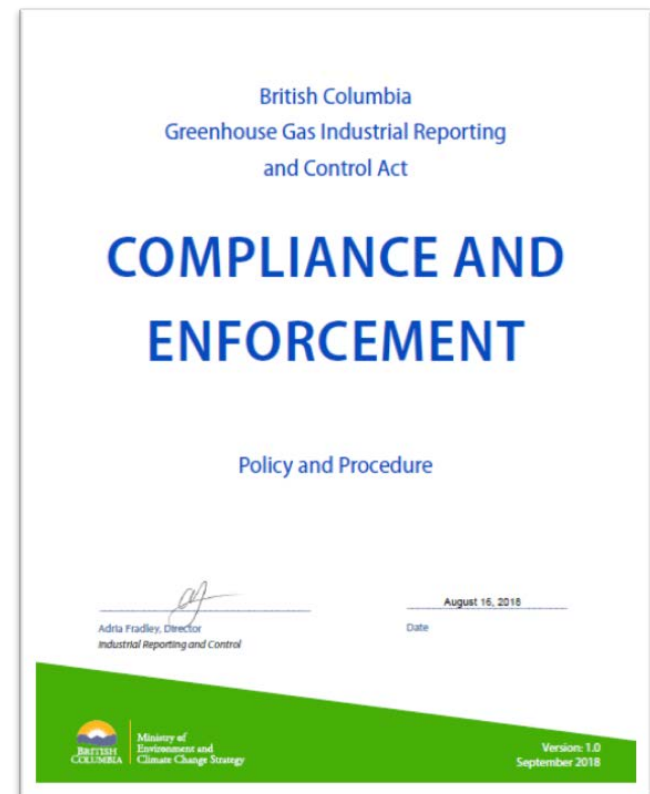 British Columbia
Greenhouse Gas Industrial Reporting
and Control Act
COMPLIANCE AND
ENFORCEMENT
Policy and Procedure
August 16, 2018
Adria Fradley, Director
Date
Industrial Reporting and Control
BRITISH
COLUMBIA
Ministry of
Environment and
Climate Change Strategy
Version: 1.0
September 2018